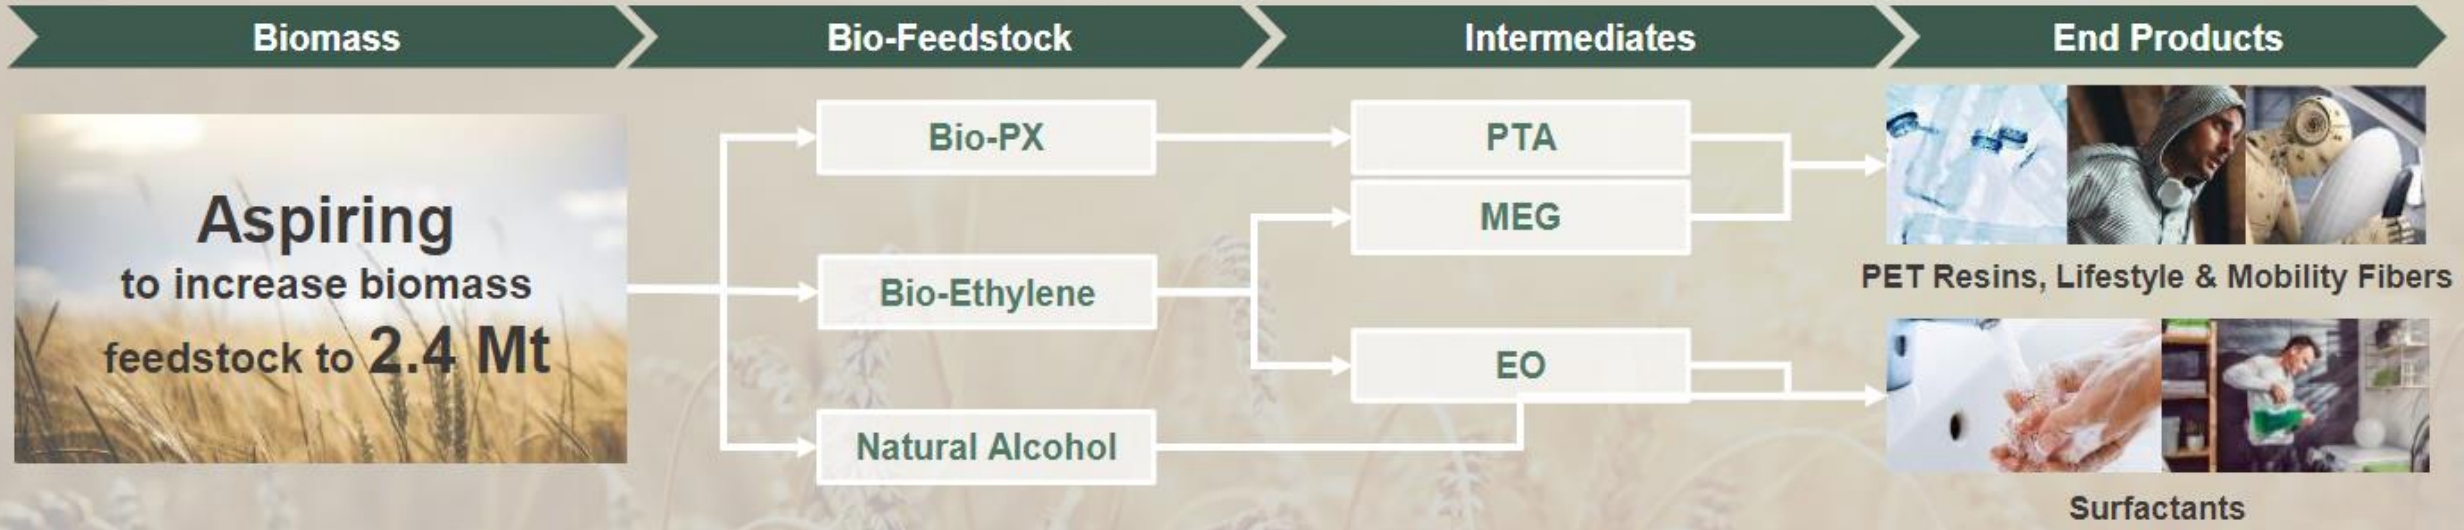 Biomass
Bio-Feedstock
Intermediates
End Products
Aspiring
to increase biomass
feedstock to 2.4 Mt
Bio-PX
Bio-Ethylene
Natural Alcohol
PTA
MEG
EO
PET Resins, Lifestyle & Mobility Fibers
Surfactants